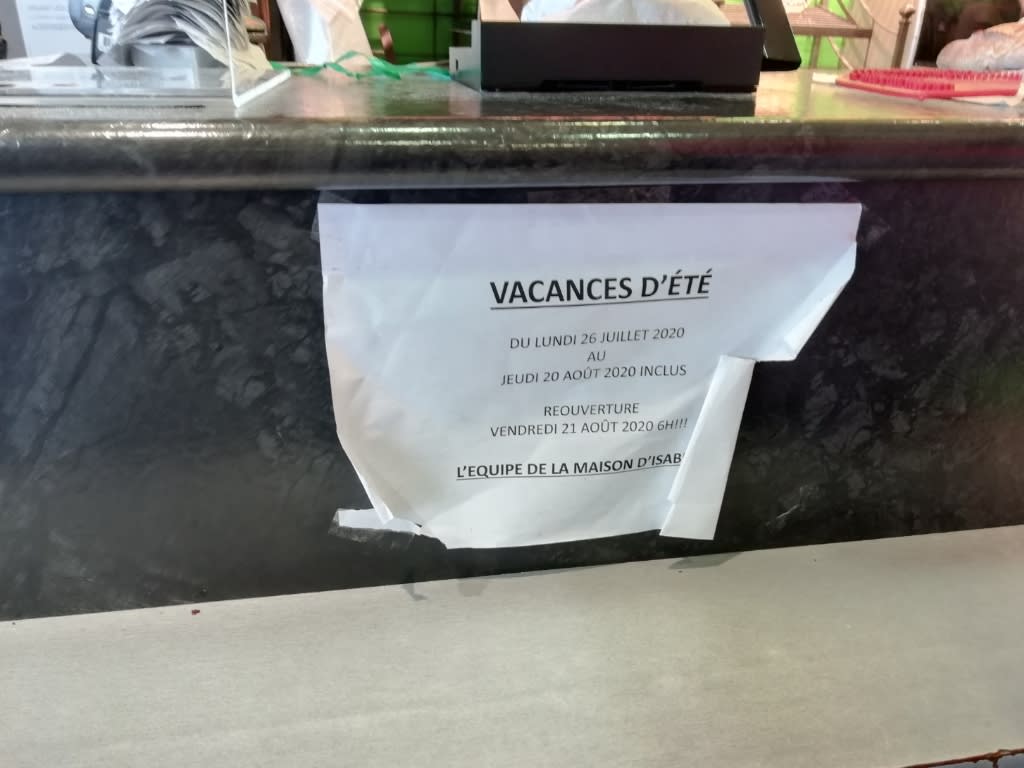 VACANCES D'ÉTÉ
DU LUNDI 26 JUILLET 2020
AU
JEUDI 20 AOÛT 2020 INCLUS
REOUVERTURE
VENDREDI 21 AOÛT 2020 6H!!!
L'EQUIPE DE LA MAISON D'ISAB